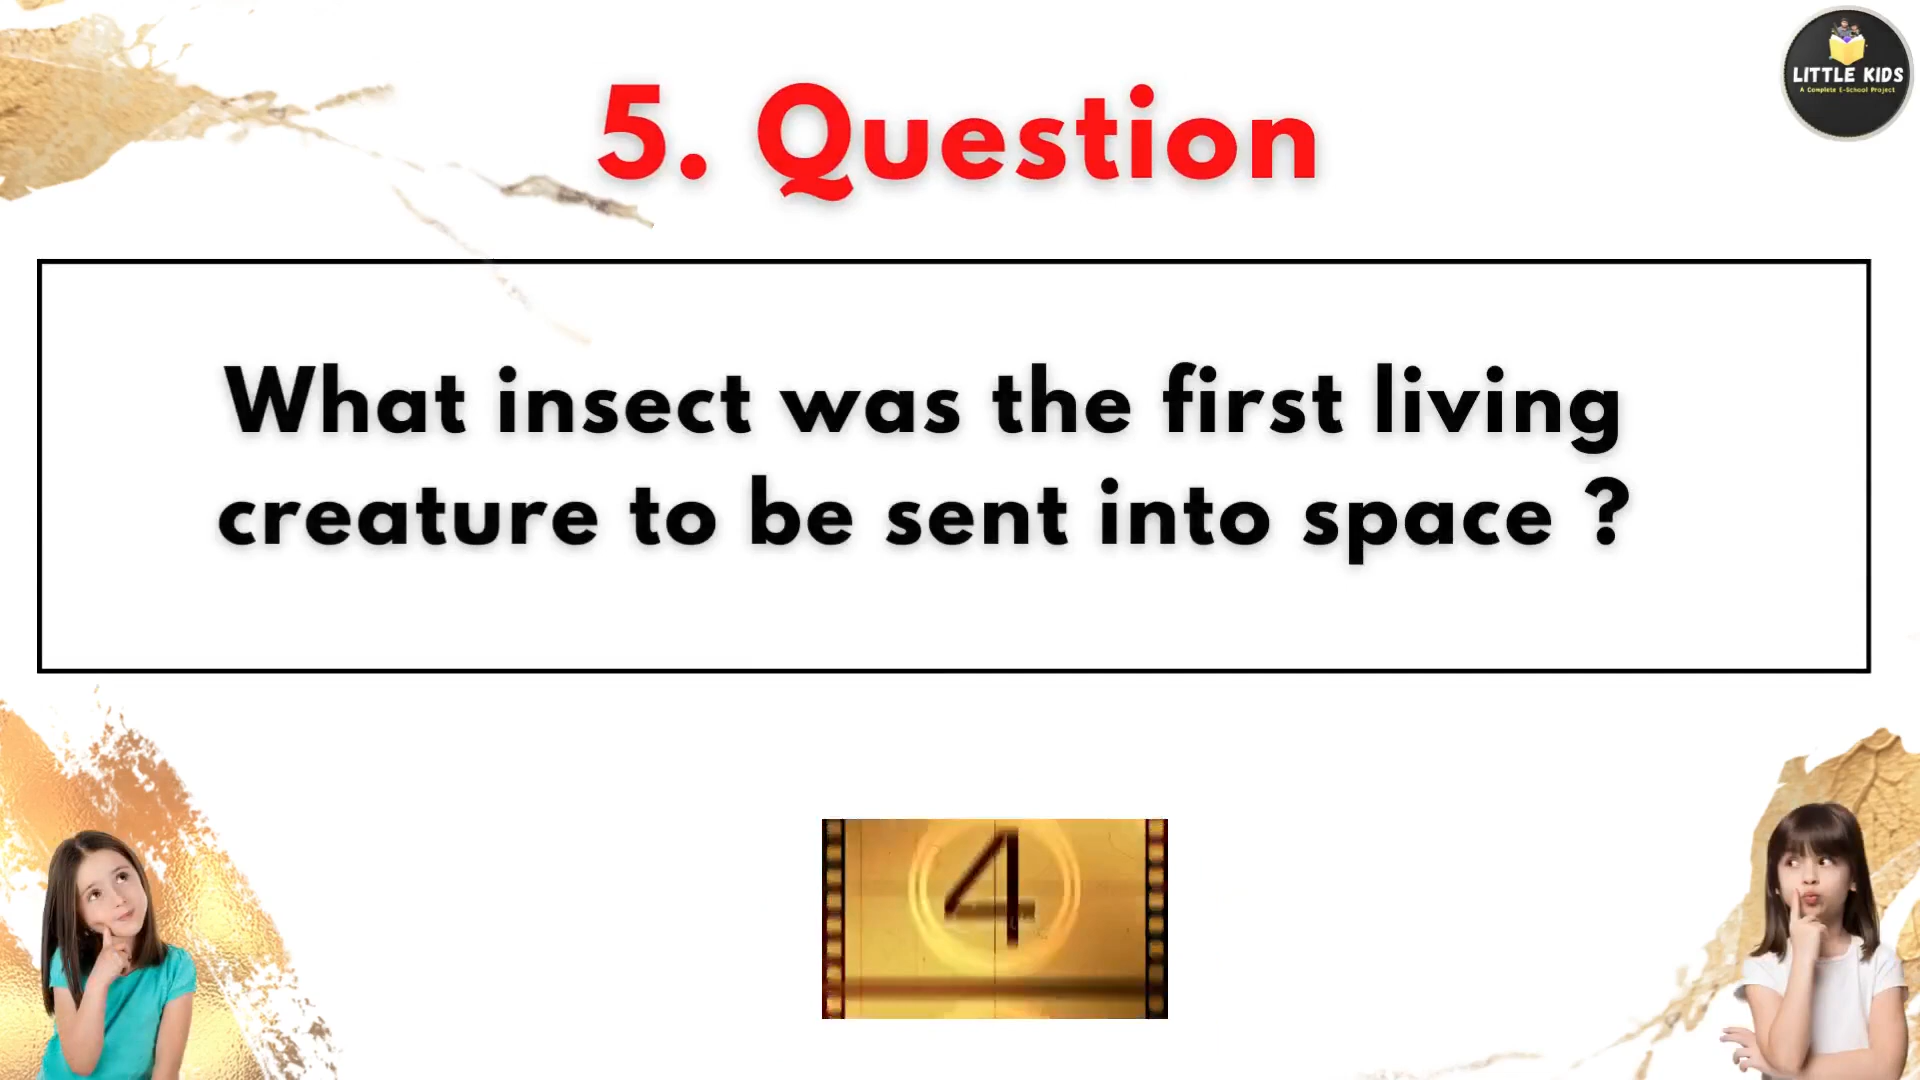 LITTLE KIDS
A Complete E-School Project
5. Question
What insect was the first living
creature to be sent into space ?
4